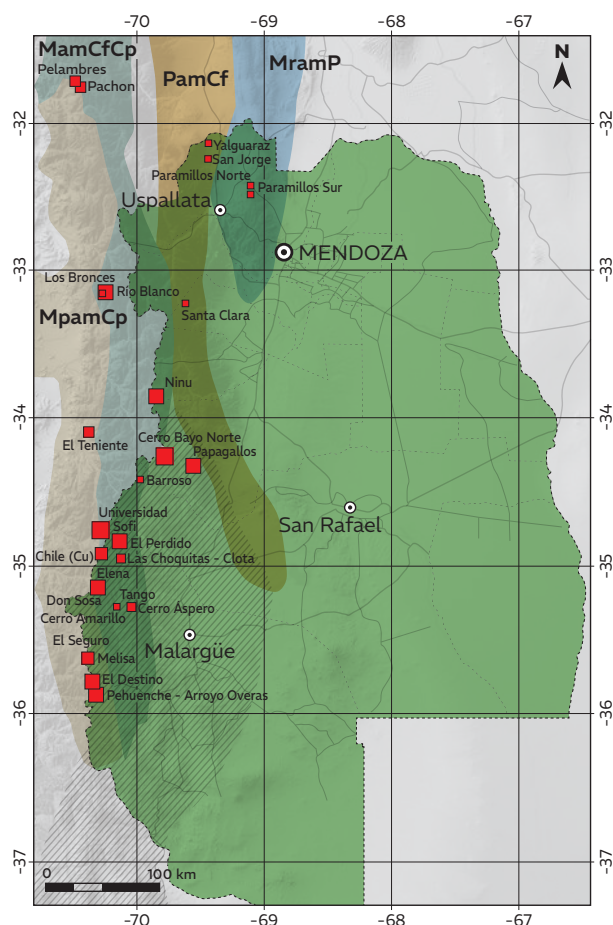 -70
-69
-68
-67
MamCfCp
Pelambres
Pachon
PamCf
MramP
N
32
32
Yalguaraz
San Jorge
Paramillos Norte
Paramillos Sur
Uspallata
MENDOZA
-33
-33
Los Bronces
Rio Blanco
MpamCp
Santa Clara
Ninu
-34
-34
El Teniente
Cerro Bayo Norte
Papagallos
Barroso
Universidad
Sofi
San Rafael
El Perdido
Chile (Cu)
Las Choquitas - Clota
-35
-35
Elena
Don Sosa
Tango
Cerro Áspero
Cerro Amarillo
El Seguro
Malargüe
Melisa
El Destino
Pehuenche - Arroyo Overas
-36
-36
-37
-37
0
100 km
-70
-69
-68
-67